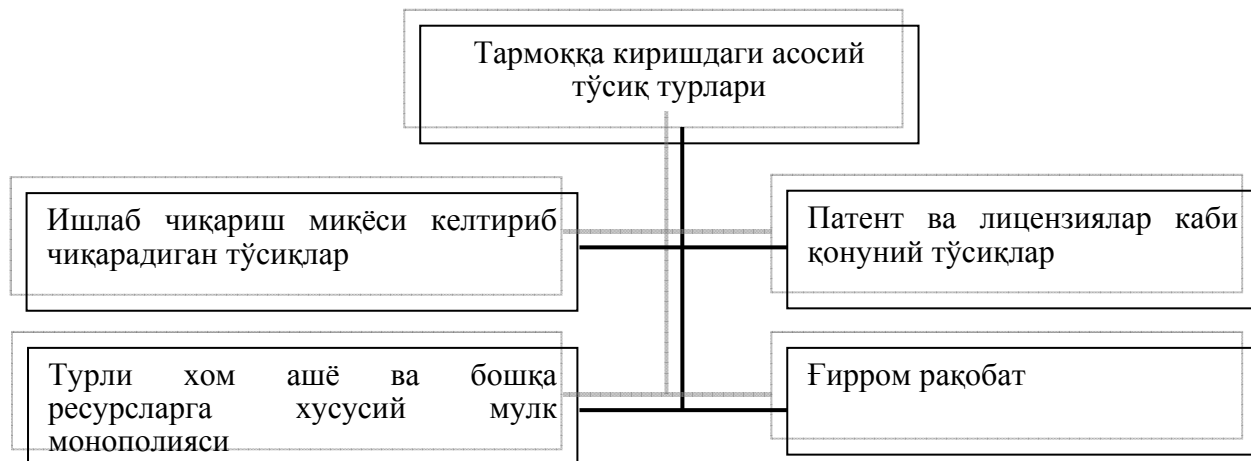 Тармоққа киришдаги асосий
тўсиқ турлари
Ишлаб чиқариш миқёси келтириб
чиқарадиган тўсиқлар
Патент ва лицензиялар каби
қонуний тўсиқлар
Турли хом ашё ва бошқа
ресурсларга хусусий мулк
монополияси
Ғирром рақобат